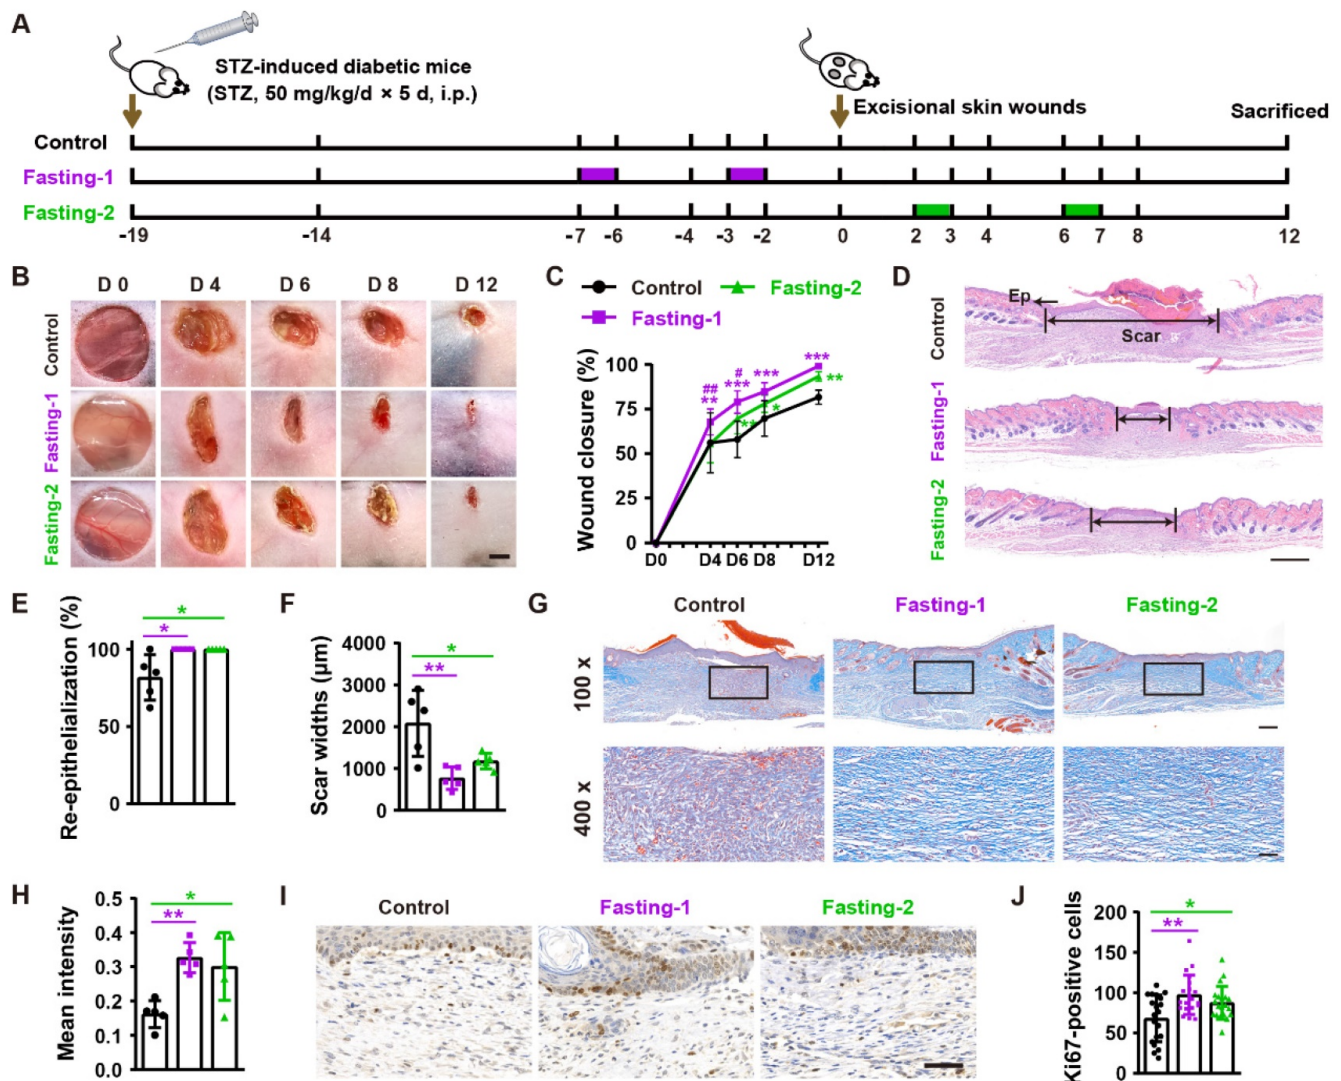 A
STZ-induced diabetic mice
(STZ, 50 mg/kg/d × 5 d, i.p.)
Excisional skin wounds
Sacrificed
Control
Fasting-1
Fasting-2
-19 -14 -7 -6 -4 -3 -2 0 2 3 4 6 7 8 12
B
D 0 D 4 D 6 D 8 D 12
Control
Fasting-1
Fasting-2
C
Control Fasting-2
Fasting-1
Wound closure (%)
100
75
50
25
0
## # *** ***
** *** **
** *
D0 D4 D6 D8 D12
D
Control
Fasting-1
Fasting-2
Ep
Scar
E
Re-epithelialization (%)
100
50
0
*
*
F
Scar widths (µm)
4000
3000
2000
1000
0
*
**
G
Control Fasting-1 Fasting-2
100 x
400 x
H
Mean intensity
0.5
0.4
0.3
0.2
0.1
0.0
*
**
I
Control Fasting-1 Fasting-2
J
Ki67-positive cells
200
150
100
50
0
*
**